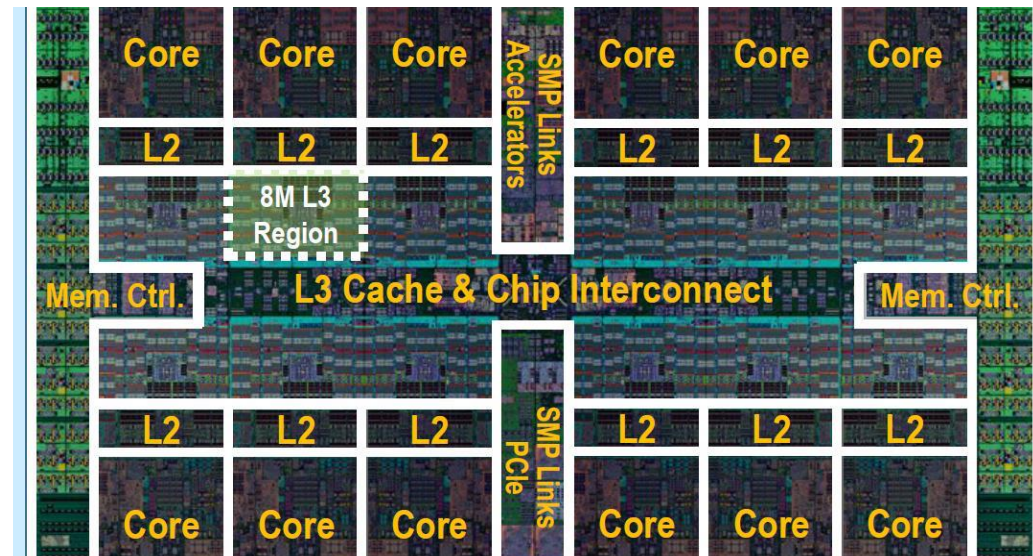 Core Core Core
SMP Links
Accelerators
Core Core Core
L2 L2 L2
L2 L2 L2
8M L3
Region
Mem. Ctrl.
L3 Cache & Chip Interconnect
Mem. Ctrl.
L2 L2 L2
SMP Links
PCIe
L2 L2 L2
Core Core Core
Core Core Core